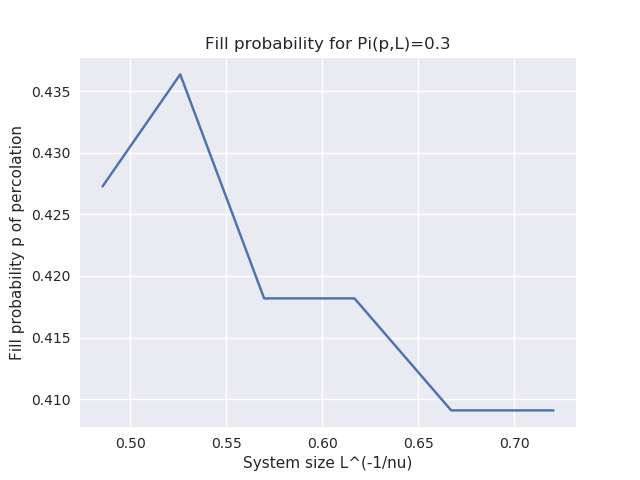 Fill probability for Pi(p,L)=0.3
Fill probability p of percolation
0.435
0.430
0.425
0.420
0.415
0.410
0.50 0.55 0.60 0.65 0.70
System size L^(-1/nu)